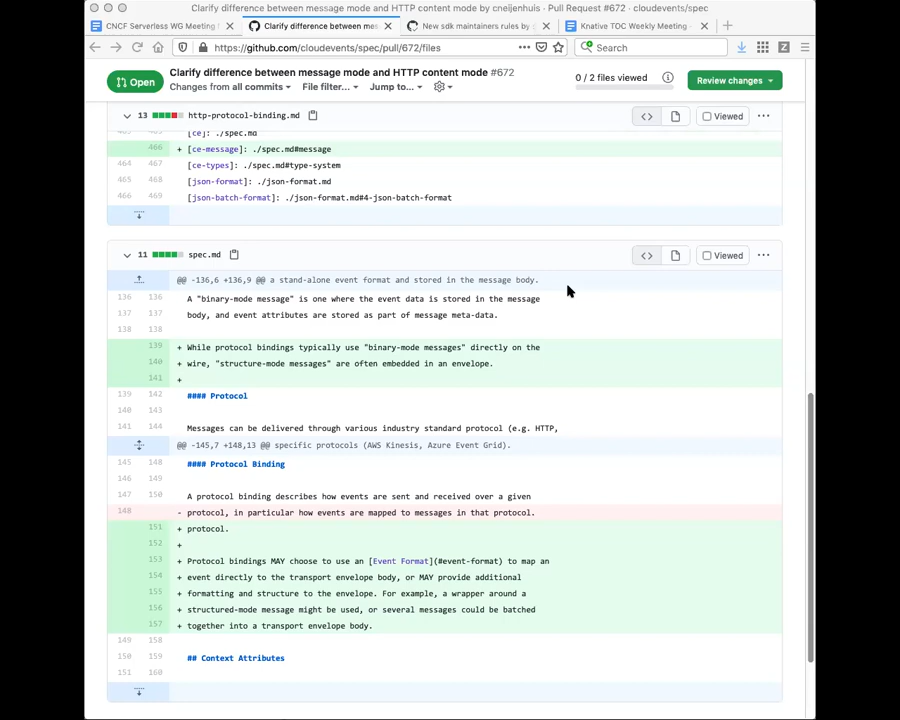 Clarify difference between message mode and HTTP content mode by cneijenhuis · Pull Request #672 · cloudevents/spec
CNCF Serverless WG Meeting
Clarify difference between mes
New sdk maintainers rules by
Knative TOC Weekly Meeting -
https://github.com/cloudevents/spec/pull/672/files
Search
Open
Clarify difference between message mode and HTTP content mode #672
Changes from all commits
File filter...
Jump to...
0 / 2 files viewed
Review changes
13 http-protocol-binding.md
Viewed
[ce]: ./spec.md
466 + [ce-message]: ./spec.md#message
464 467 [ce-types]: ./spec.md#type-system
465 468 [json-format]: ./json-format.md
466 469 [json-batch-format]: ./json-format.md#4-json-batch-format
11 spec.md
Viewed
@@ -136,6 +136,9 @@ a stand-alone event format and stored in the message body.
136 136 A "binary-mode message" is one where the event data is stored in the message
137 137 body, and event attributes are stored as part of message meta-data.
138 138
139 + While protocol bindings typically use "binary-mode messages" directly on the
140 + wire, "structure-mode messages" are often embedded in an envelope.
141 +
139 142 #### Protocol
140 143
141 144 Messages can be delivered through various industry standard protocol (e.g. HTTP,
@@ -145,7 +148,13 @@ specific protocols (AWS Kinesis, Azure Event Grid).
145 148 #### Protocol Binding
146 149
147 150 A protocol binding describes how events are sent and received over a given
148 - protocol, in particular how events are mapped to messages in that protocol.
151 + protocol.
152 +
153 + Protocol bindings MAY choose to use an [Event Format](#event-format) to map an
154 + event directly to the transport envelope body, or MAY provide additional
155 + formatting and structure to the envelope. For example, a wrapper around a
156 + structured-mode message might be used, or several messages could be batched
157 + together into a transport envelope body.
149 158
150 159 ## Context Attributes
151 160